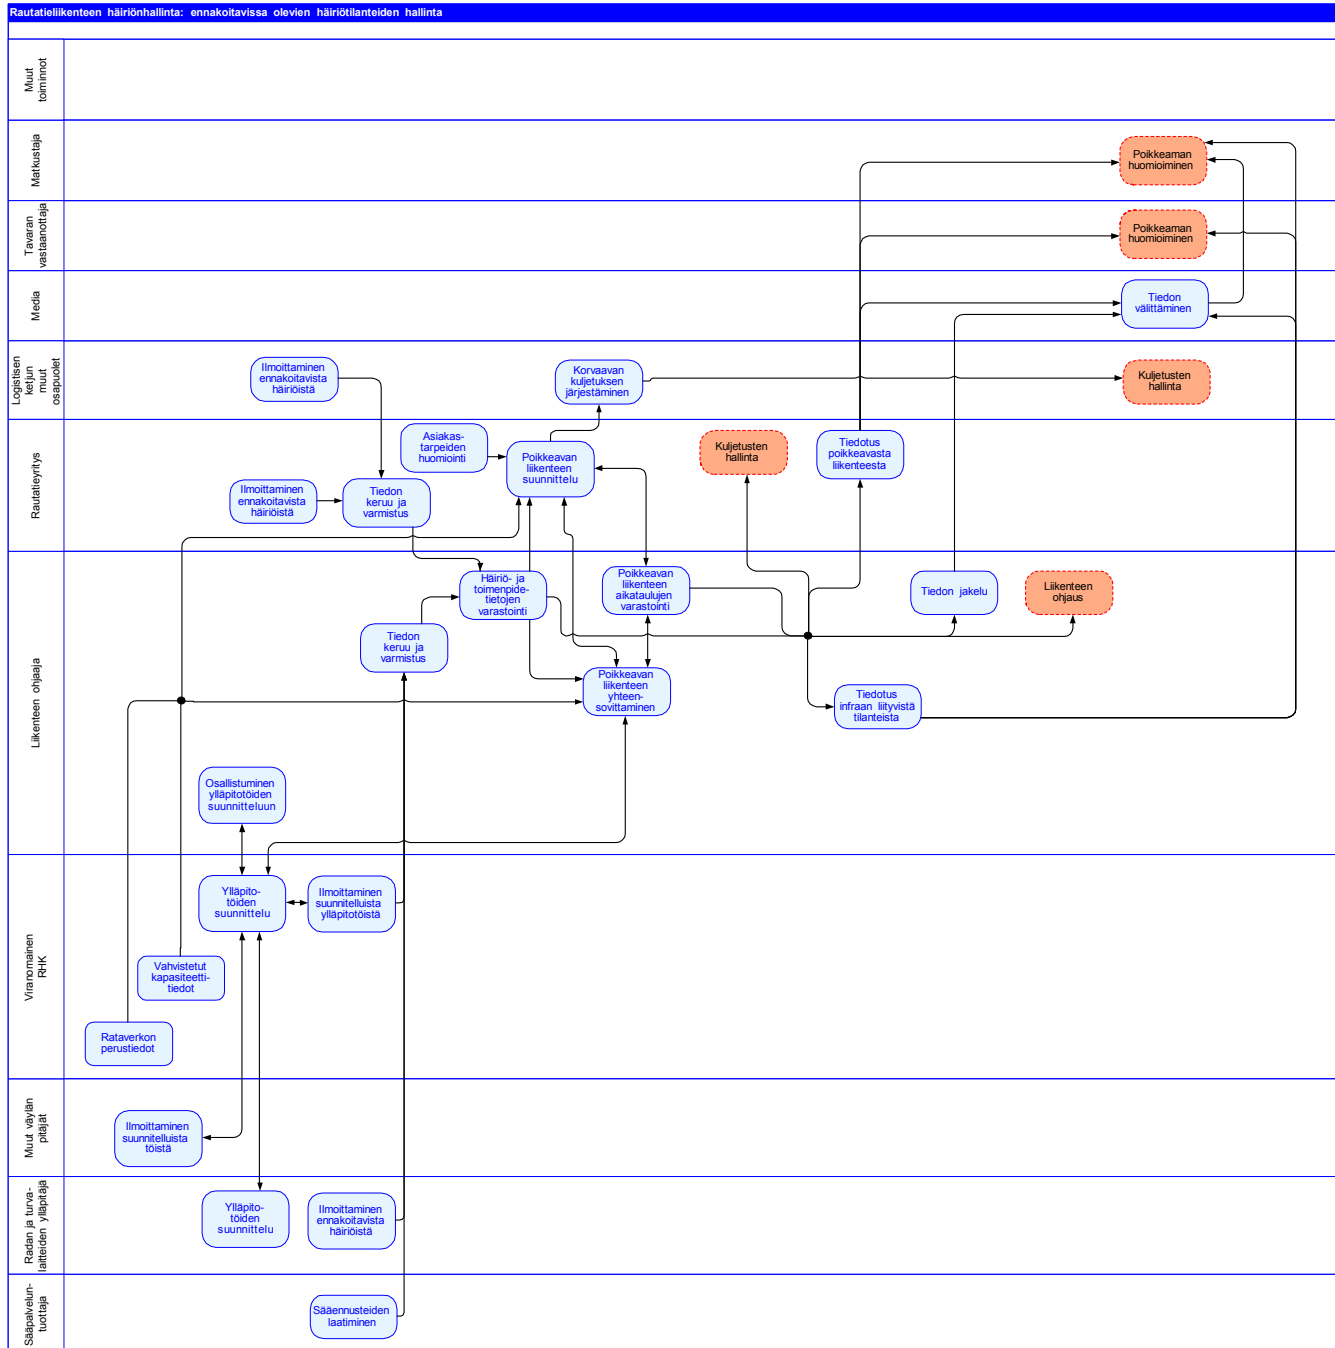 Rautatieliikenteen häiriönhallinta: ennakoitavissa olevien häiriötilanteiden hallinta
Muut
toiminnot
Matkustaja
Poikkeaman
huomioiminen
Tavaran
vastaanottaja
Poikkeaman
huomioiminen
Media
Tiedon
välittäminen
Logistisen
ketjun
muut
osapuolet
Ilmoittaminen
ennakoitavista
häiriöistä
Korvaavan
kuljetuksen
järjestäminen
Kuljetusten
hallinta
Rautatieyritys
Asiakas-
tarpeiden
huomiointi
Poikkeavan
liikenteen
suunnittelu
Kuljetusten
hallinta
Tiedotus
poikkeavasta
liikenteesta
Ilmoittaminen
ennakoitavista
häiriöistä
Tiedon
keruu ja
varmistus
Liikenteen ohjaaja
Häiriö- ja
toimenpide-
tietojen
varastointi
Poikkeavan
liikenteen
aikataulujen
varastointi
Tiedon jakelu
Liikenteen
ohjaus
Tiedon
keruu ja
varmistus
Poikkeavan
liikenteen
yhteen-
sovittaminen
Tiedotus
infraan liityvistä
tilanteista
Osallistuminen
ylläpitotöiden
suunnitteluun
Viranomainen
RHK
Ylläpito-
töiden
suunnittelu
Ilmoittaminen
suunnitelluista
ylläpitotöistä
Vahvistetut
kapasiteetti-
tiedot
Rataverkon
perustiedot
Muut väylän
pitäjät
Ilmoittaminen
suunnitelluista
töistä
Radan ja turva-
laitteiden ylläpitäjä
Ylläpito-
töiden
suunnittelu
Ilmoittaminen
ennakoitavista
häiriöistä
Sääpalvelun-
tuottaja
Sääennusteiden
laatiminen